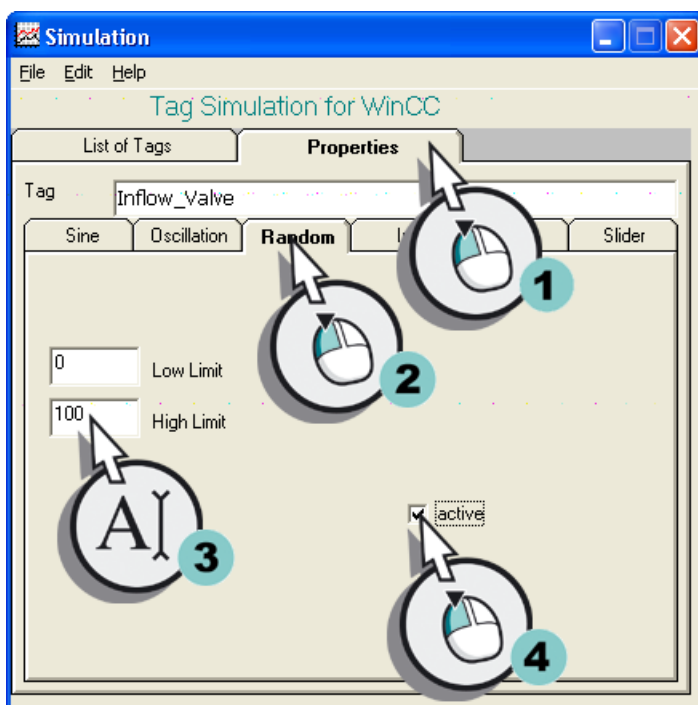 Simulation
File Edit Help
Tag Simulation for WinCC
List of Tags Properties
Tag Inflow_Valve
Sine Oscillation Random Slider
1
2
0 Low Limit
100 High Limit
A
3
active
4